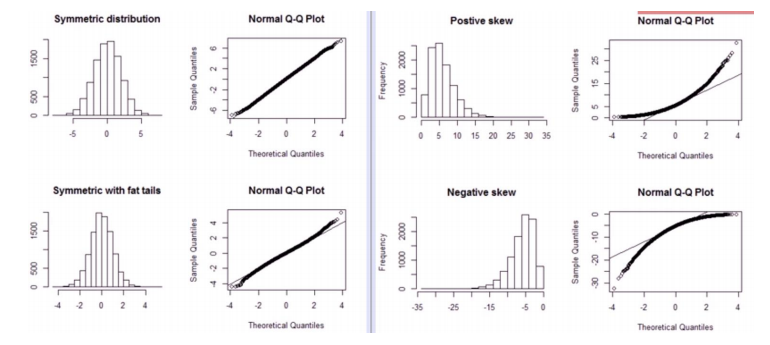 Symmetric distribution
1500
500
0
-5 0 5
Normal Q-Q Plot
Sample Quantiles
6
2
-2
-6
-4 -2 0 2 4
Theoretical Quantiles
Postive skew
Frequency
2000
1000
0
0 5 10 15 20 25 30 35
Normal Q-Q Plot
Sample Quantiles
25
15
5
0
-4 -2 0 2 4
Theoretical Quantiles
Symmetric with fat tails
1500
500
0
-4 -2 0 2 4
Normal Q-Q Plot
Sample Quantiles
4
2
0
-2
-4
-4 -2 0 2 4
Theoretical Quantiles
Negative skew
Frequency
2000
1000
0
-35 -25 -15 -5 0
Normal Q-Q Plot
Sample Quantiles
0
-10
-20
-30
-4 -2 0 2 4
Theoretical Quantiles